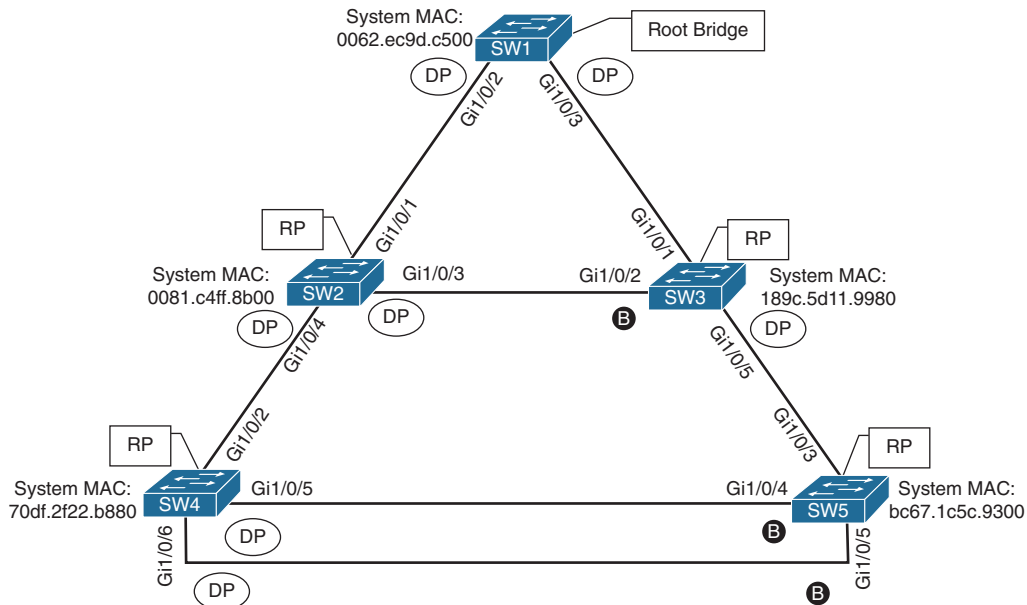 System MAC:
0062.ec9d.c500
SW1
Root Bridge
DP
DP
Gi1/0/2
Gi1/0/3
RP
Gi1/0/1
Gi1/0/1
RP
System MAC:
0081.c4ff.8b00
SW2
Gi1/0/3
Gi1/0/2
SW3
System MAC:
189c.5d11.9980
DP
DP
B
DP
Gi1/0/4
Gi1/0/5
RP
Gi1/0/2
Gi1/0/3
RP
System MAC:
70df.2f22.b880
SW4
Gi1/0/5
Gi1/0/4
SW5
System MAC:
bc67.1c5c.9300
DP
B
Gi1/0/6
Gi1/0/5
DP
B